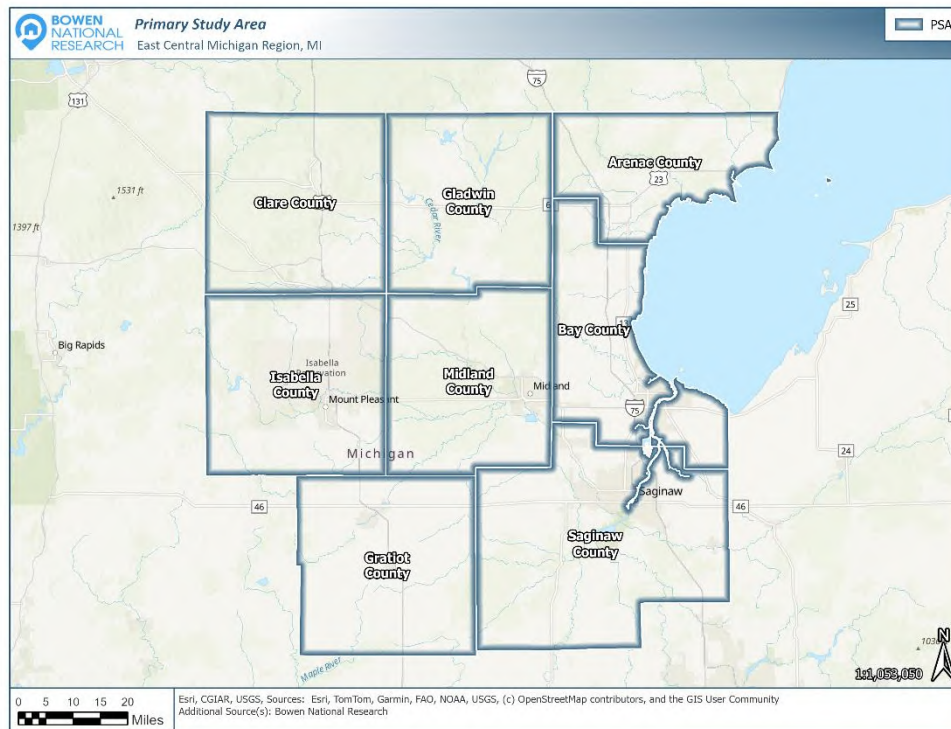 BOWEN
NATIONAL
RESEARCH
Primary Study Area
East Central Michigan Region, MI
PSA
75
131
Arenac County
23
1531 ft
Clare County
Gladwin
County
Cedar River
1397 ft
25
Bay County
Big Rapids
Isabella
Isabella
County
Midland
County
Midland
Mount Pleasant
75
Michigan
24
Saginaw
46
46
Saginaw
County
Gratiot
County
Maple River
N
1:1,053,050
0 5 10 15 20
Miles
Esri, CGIAR, USGS, Sources: Esri, TomTom, Garmin, FAO, NOAA, USGS, (c) OpenStreetMap contributors, and the GIS User Community
Additional Source(s): Bowen National Research